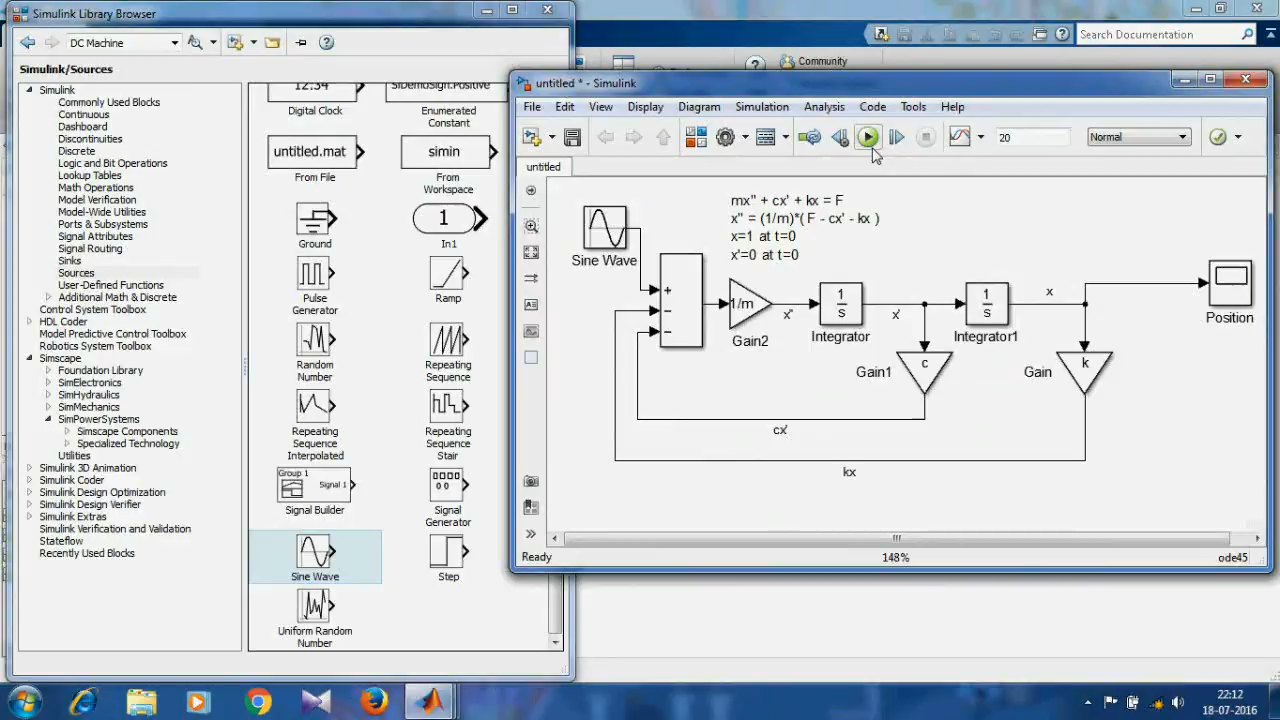 Simulink Library Browser
DC Machine
Simulink/Sources
Simulink
Commonly Used Blocks
Continuous
Dashboard
Discontinuities
Discrete
Logic and Bit Operations
Lookup Tables
Math Operations
Model Verification
Model-Wide Utilities
Ports & Subsystems
Signal Attributes
Signal Routing
Sinks
Sources
User-Defined Functions
Additional Math & Discrete
Control System Toolbox
HDL Coder
Model Predictive Control Toolbox
Robotics System Toolbox
Simscape
Foundation Library
SimElectronics
SimHydraulics
SimMechanics
SimPowerSystems
Simscape Components
Specialized Technology
Utilities
Simulink 3D Animation
Simulink Coder
Simulink Design Optimization
Simulink Design Verifier
Simulink Extras
Simulink Verification and Validation
Stateflow
Recently Used Blocks
12:34
SlDemoSign.Positive
Digital Clock
Enumerated
Constant
untitled.mat
simin
From File
From
Workspace
1
Ground
In1
Pulse
Generator
Ramp
Random
Number
Repeating
Sequence
Repeating
Sequence
Interpolated
Repeating
Sequence
Stair
Group 1
Signal 1
Signal Builder
Signal
Generator
Sine Wave
Step
Uniform Random
Number
Search Documentation
Community
untitled * - Simulink
File Edit View Display Diagram Simulation Analysis Code Tools Help
20
Normal
untitled
mx" + cx' + kx = F
x" = (1/m)*( F - cx' - kx )
x=1 at t=0
x'=0 at t=0
Sine Wave
+
−
−
1/m
Gain2
x"
1
s
Integrator
x'
1
s
Integrator1
x
Position
Gain1
c
Gain
k
cx'
kx
Ready
148%
ode45
22:12
18-07-2016